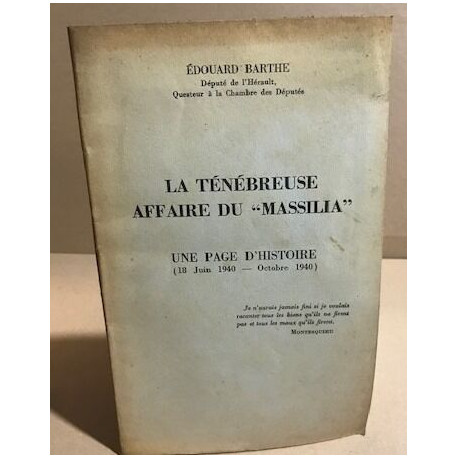 ÉDOUARD BARTHE
Député de l'Hérault,
Questeur à la Chambre des Députés
LA TÉNÉBREUSE
AFFAIRE DU “MASSILIA”
UNE PAGE D'HISTOIRE
(18 Juin 1940 — Octobre 1940)
Je n'aurais jamais fini si je voulais
raconter tous les biens qu'ils ne firent
pas et tous les maux qu'ils firent.
MONTESQUIEU